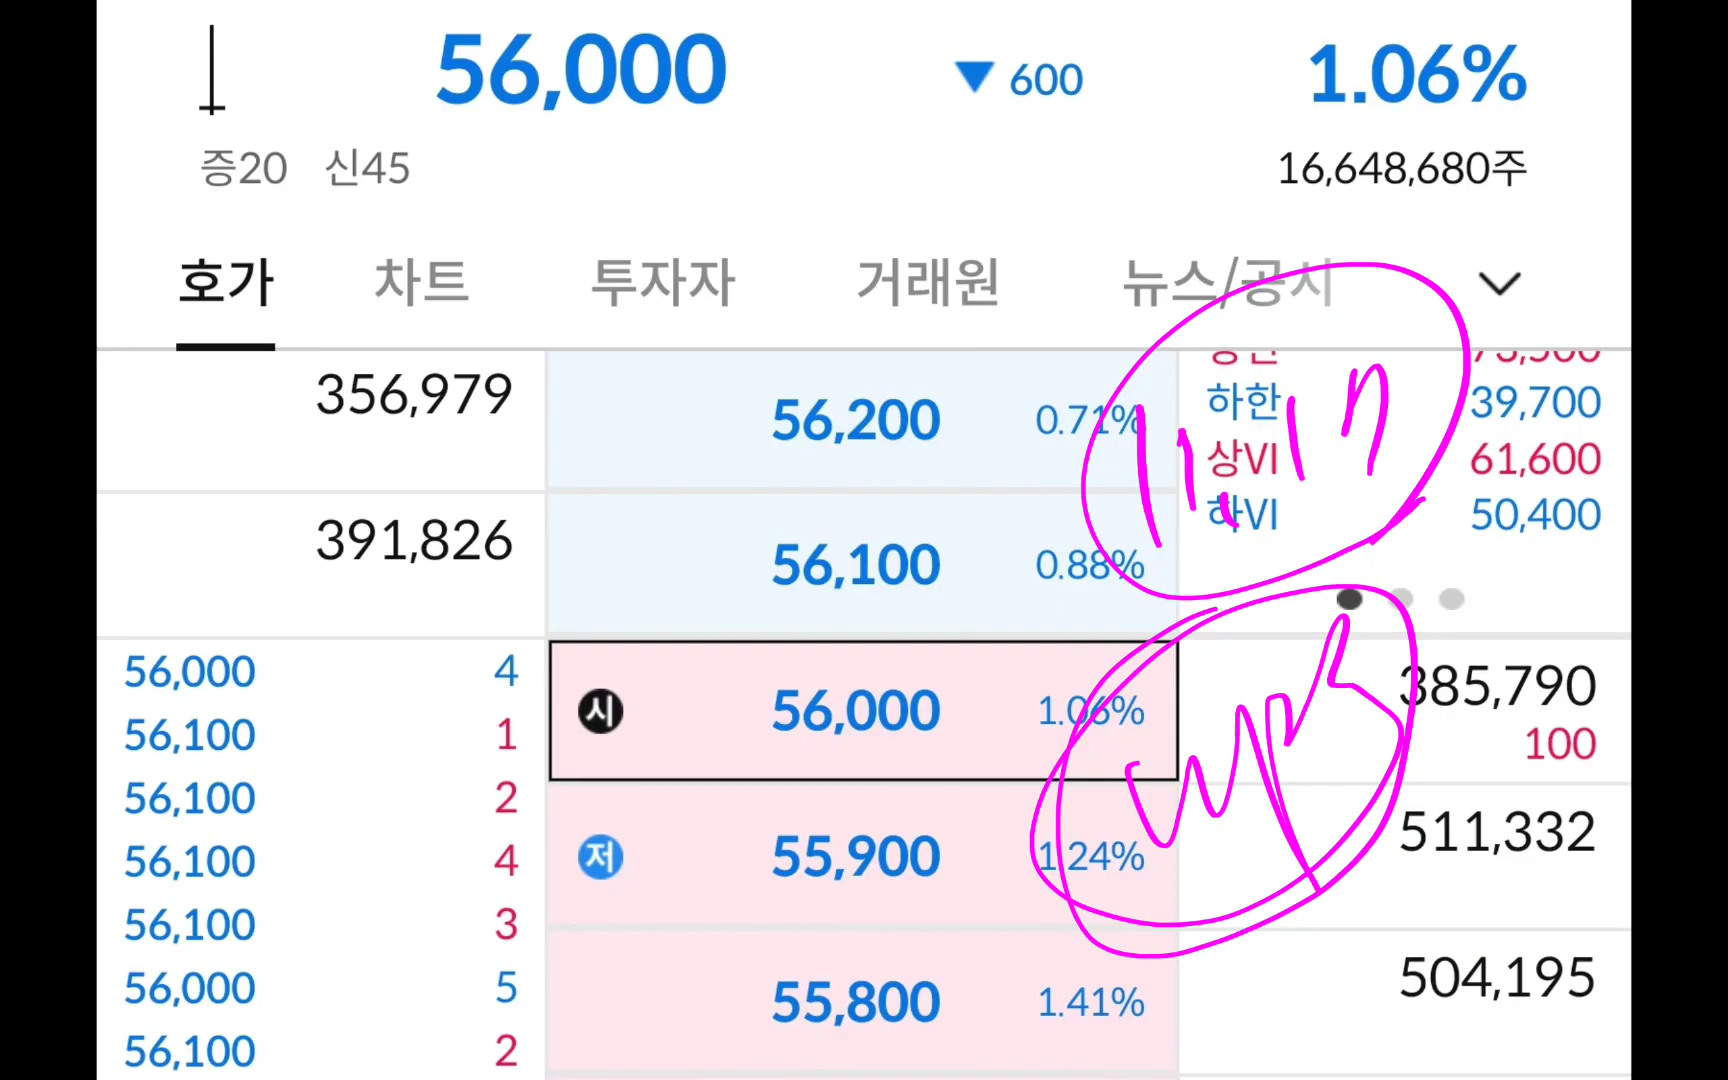 56,000 ▼ 600 1.06%
증20 신45 16,648,680주
호가 차트 투자자 거래원 뉴스/공시
356,979 56,200 0.71%
하한 39,700
상VI 61,600
하VI 50,400
391,826 56,100 0.88%
56,000 4
56,100 1
56,100 2
56,100 4
56,100 3
56,000 5
56,100 2
시 56,000 1.06% 385,790
100
저 55,900 1.24% 511,332
55,800 1.41% 504,195